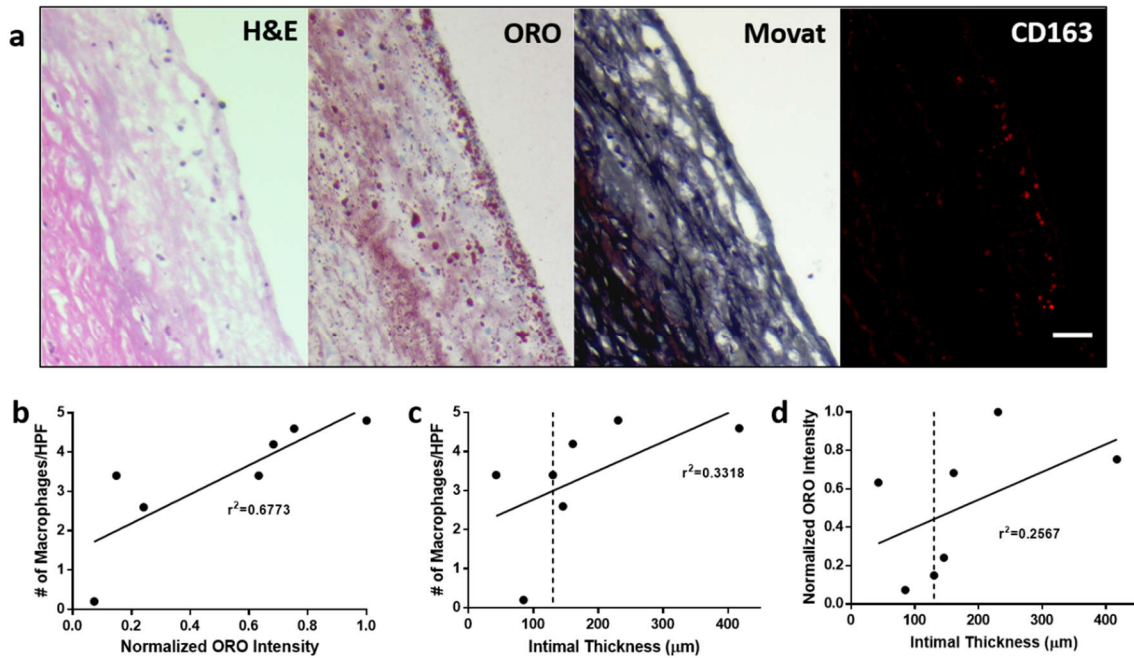 a
H&E
ORO
Movat
CD163
b
# of Macrophages/HPF
5
4
3
2
1
0
r²=0.6773
0.0
0.2
0.4
0.6
0.8
1.0
Normalized ORO Intensity
c
# of Macrophages/HPF
5
4
3
2
1
0
r²=0.3318
0
100
200
300
400
Intimal Thickness (μm)
d
Normalized ORO Intensity
1.0
0.8
0.6
0.4
0.2
0.0
r²=0.2567
0
100
200
300
400
Intimal Thickness (μm)